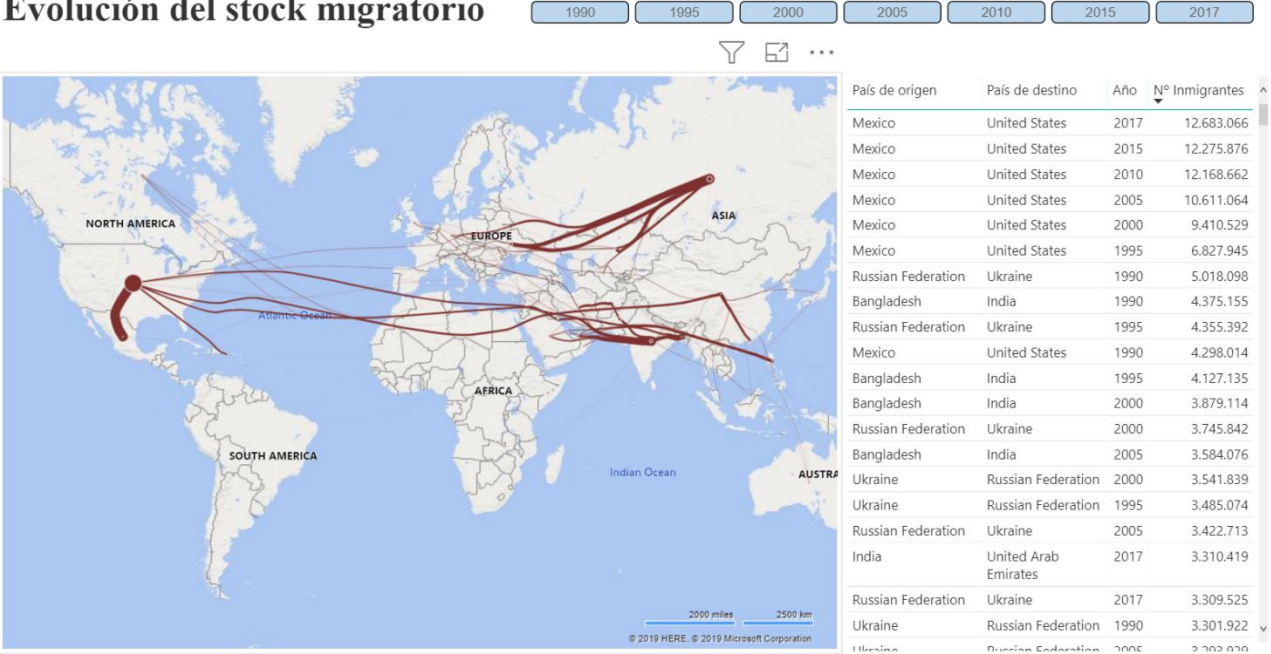 Evolución del stock migratorio
1990 1995 2000 2005 2010 2015 2017
NORTH AMERICA
EUROPE
ASIA
Atlantic Ocean
AFRICA
SOUTH AMERICA
Indian Ocean
AUSTRA
2000 miles 2500 km
© 2019 HERE, © 2019 Microsoft Corporation
País de origen País de destino Año Nº Inmigrantes
Mexico United States 2017 12.683.066
Mexico United States 2015 12.275.876
Mexico United States 2010 12.168.662
Mexico United States 2005 10.611.064
Mexico United States 2000 9.410.529
Mexico United States 1995 6.827.945
Russian Federation Ukraine 1990 5.018.098
Bangladesh India 1990 4.375.155
Russian Federation Ukraine 1995 4.355.392
Mexico United States 1990 4.298.014
Bangladesh India 1995 4.127.135
Bangladesh India 2000 3.879.114
Russian Federation Ukraine 2000 3.745.842
Bangladesh India 2005 3.584.076
Ukraine Russian Federation 2000 3.541.839
Ukraine Russian Federation 1995 3.485.074
Russian Federation Ukraine 2005 3.422.713
India United Arab 2017 3.310.419
Emirates
Russian Federation Ukraine 2017 3.309.525
Ukraine Russian Federation 1990 3.301.922
Ukraine Russian Federation 2005 3.293.929